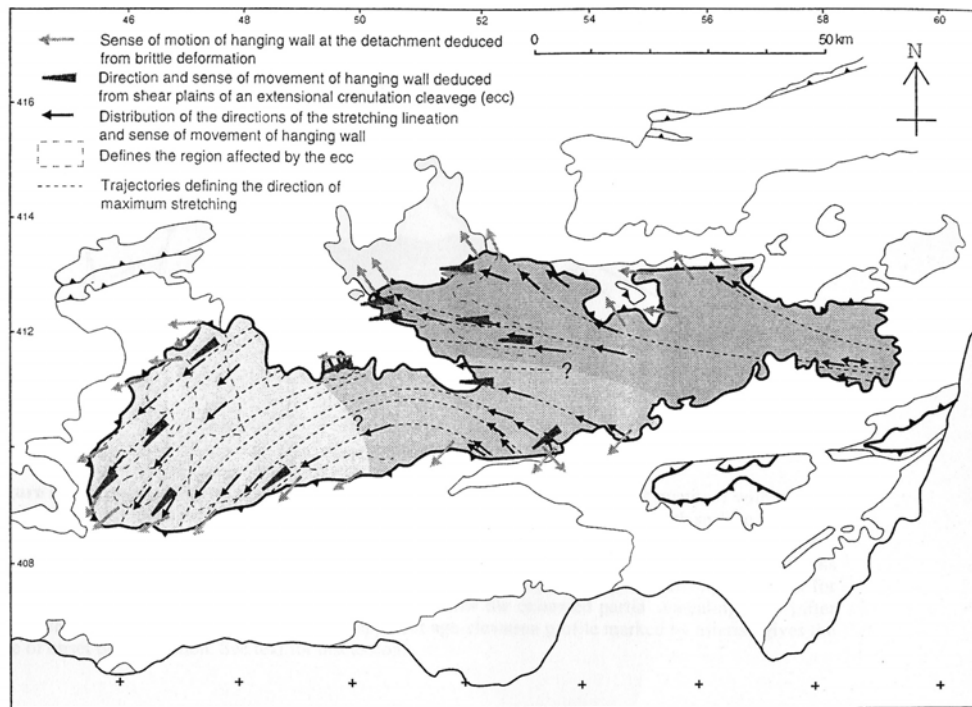 46 48 50 52 54 56 58 60
Sense of motion of hanging wall at the detachment deduced
from brittle deformation
Direction and sense of movement of hanging wall deduced
from shear plains of an extensional crenulation cleavege (ecc)
Distribution of the directions of the stretching lineation
and sense of movement of hanging wall
Defines the region affected by the ecc
Trajectories defining the direction of
maximum stretching
0 50 km
N
416
414
412
408
?
?